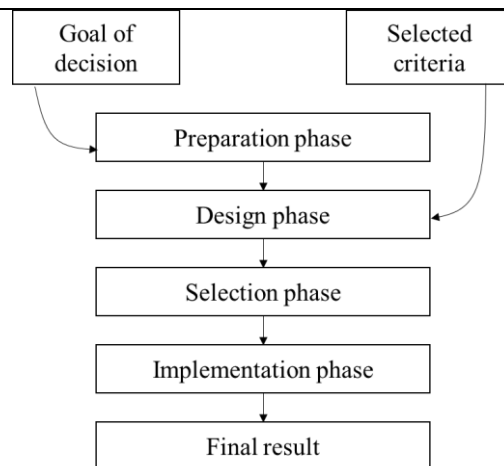 Goal of
decision
Selected
criteria
Preparation phase
Design phase
Selection phase
Implementation phase
Final result